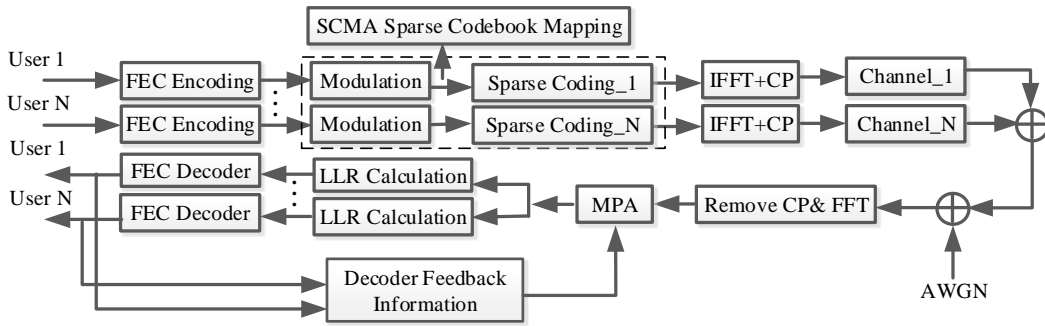 SCMA Sparse Codebook Mapping
User 1
FEC Encoding
Modulation
Sparse Coding_1
IFFT+CP
Channel_1
User N
FEC Encoding
Modulation
Sparse Coding_N
IFFT+CP
Channel_N
User 1
FEC Decoder
LLR Calculation
User N
FEC Decoder
LLR Calculation
MPA
Remove CP& FFT
Decoder Feedback
Information
AWGN